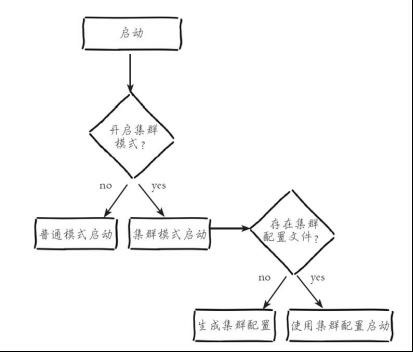 启动
开启集群
模式?
no
yes
普通模式启动
集群模式启动
存在集群
配置文件?
no
yes
生成集群配置
使用集群配置启动